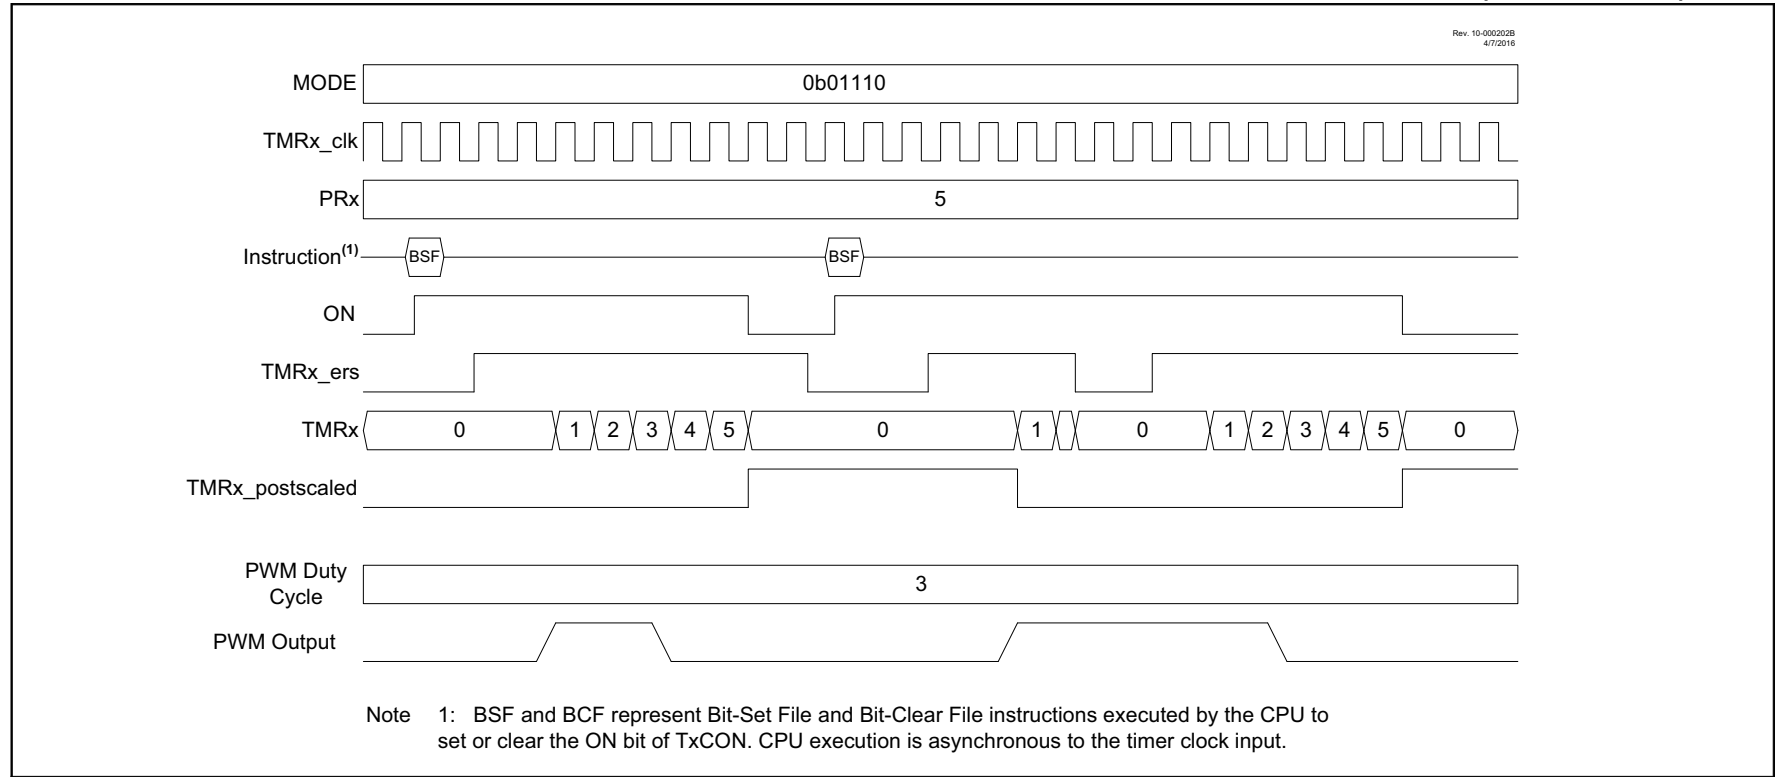 Rev. 10-000202B
4/7/2016
MODE 0b01110
TMRx_clk
PRx 5
Instruction(1) BSF BSF
ON
TMRx_ers
TMRx 0 1 2 3 4 5 0 1 0 1 2 3 4 5 0
TMRx_postscaled
PWM Duty
Cycle 3
PWM Output
Note 1: BSF and BCF represent Bit-Set File and Bit-Clear File instructions executed by the CPU to
set or clear the ON bit of TxCON. CPU execution is asynchronous to the timer clock input.